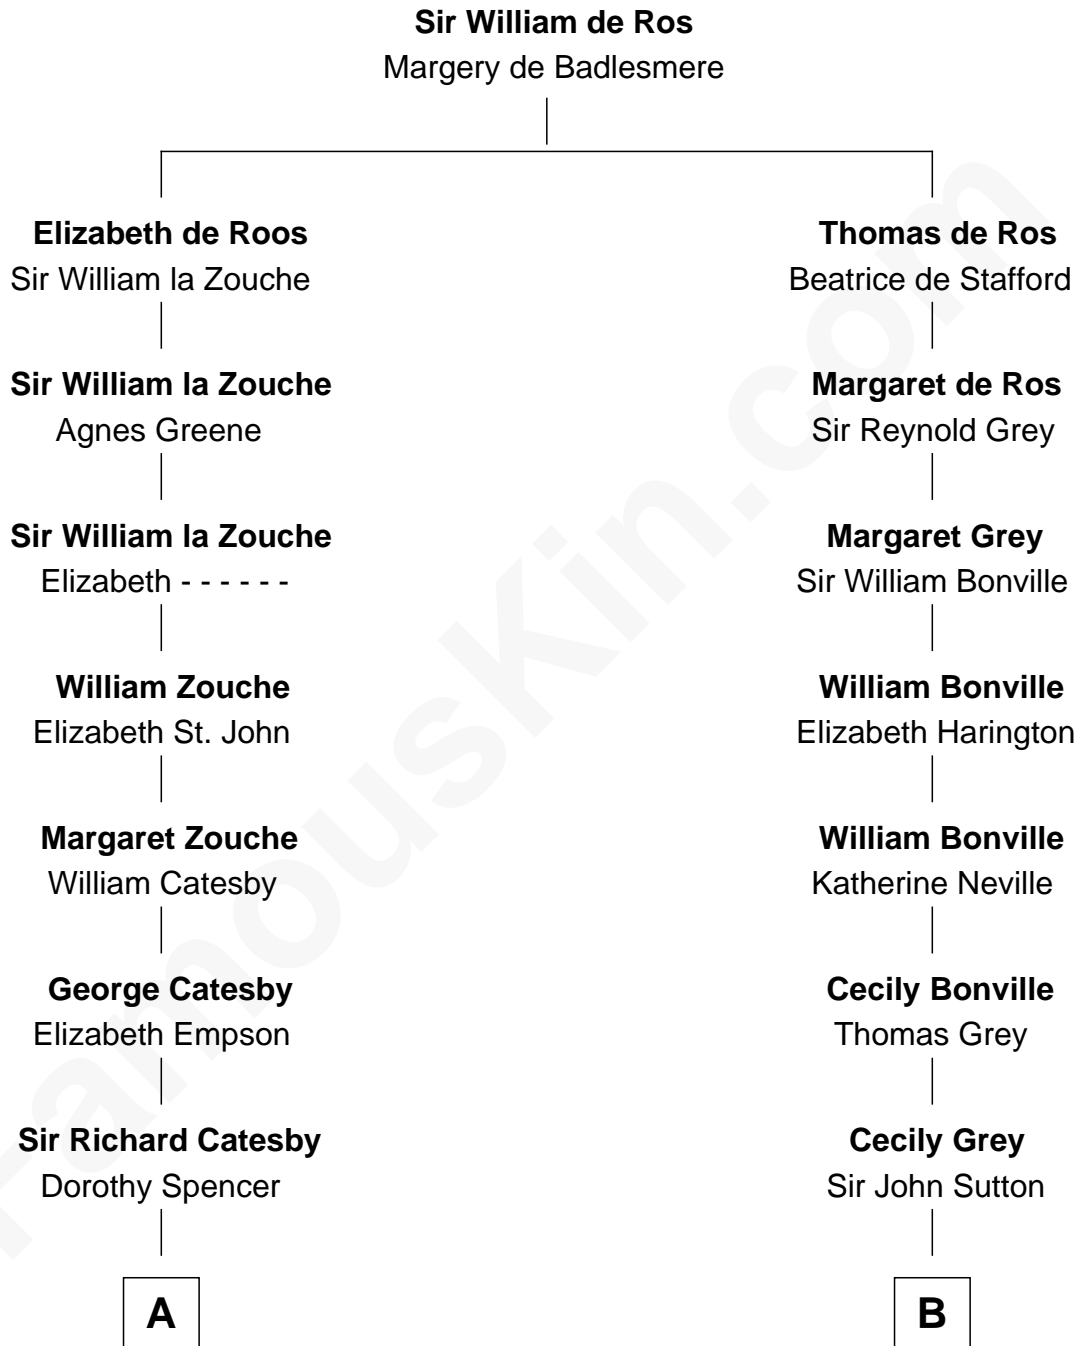 Sir William de Ros
Margery de Badlesmere
Elizabeth de Roos
Sir William la Zouche
Thomas de Ros
Beatrice de Stafford
Sir William la Zouche
Agnes Greene
Margaret de Ros
Sir Reynold Grey
Sir William la Zouche
Elizabeth - - - - - -
Margaret Grey
Sir William Bonville
William Zouche
Elizabeth St. John
William Bonville
Elizabeth Harington
Margaret Zouche
William Catesby
William Bonville
Katherine Neville
George Catesby
Elizabeth Empson
Cecily Bonville
Thomas Grey
Sir Richard Catesby
Dorothy Spencer
Cecily Grey
Sir John Sutton
A
B
FamousKin.com